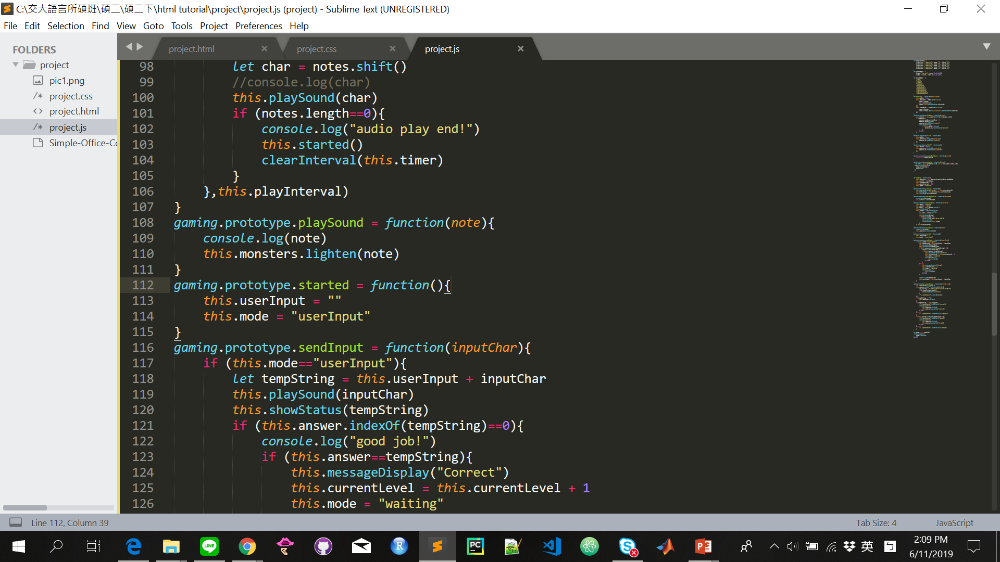 C:\交大語言所碩班\碩二\碩二下\html tutorial\project\project.js (project) - Sublime Text (UNREGISTERED)
File Edit Selection Find View Goto Tools Project Preferences Help
FOLDERS
project
pic1.png
/* project.css
<> project.html
/* project.js
Simple-Office-Co
project.html × project.css × project.js ×
98 let char = notes.shift()
99 //console.log(char)
100 this.playSound(char)
101 if (notes.length==0){
102 console.log("audio play end!")
103 this.started()
104 clearInterval(this.timer)
105 }
106 },this.playInterval)
107 }
108 gaming.prototype.playSound = function(note){
109 console.log(note)
110 this.monsters.lighten(note)
111 }
112 gaming.prototype.started = function(){
113 this.userInput = ""
114 this.mode = "userInput"
115 }
116 gaming.prototype.sendInput = function(inputChar){
117 if (this.mode=="userInput"){
118 let tempString = this.userInput + inputChar
119 this.playSound(inputChar)
120 this.showStatus(tempString)
121 if (this.answer.indexOf(tempString)==0){
122 console.log("good job!")
123 if (this.answer==tempString){
124 this.messageDisplay("Correct")
125 this.currentLevel = this.currentLevel + 1
126 this.mode = "waiting"
Line 112, Column 39
Tab Size: 4
JavaScript
LINE
R
PC
英
ㄅ
2:09 PM
6/11/2019